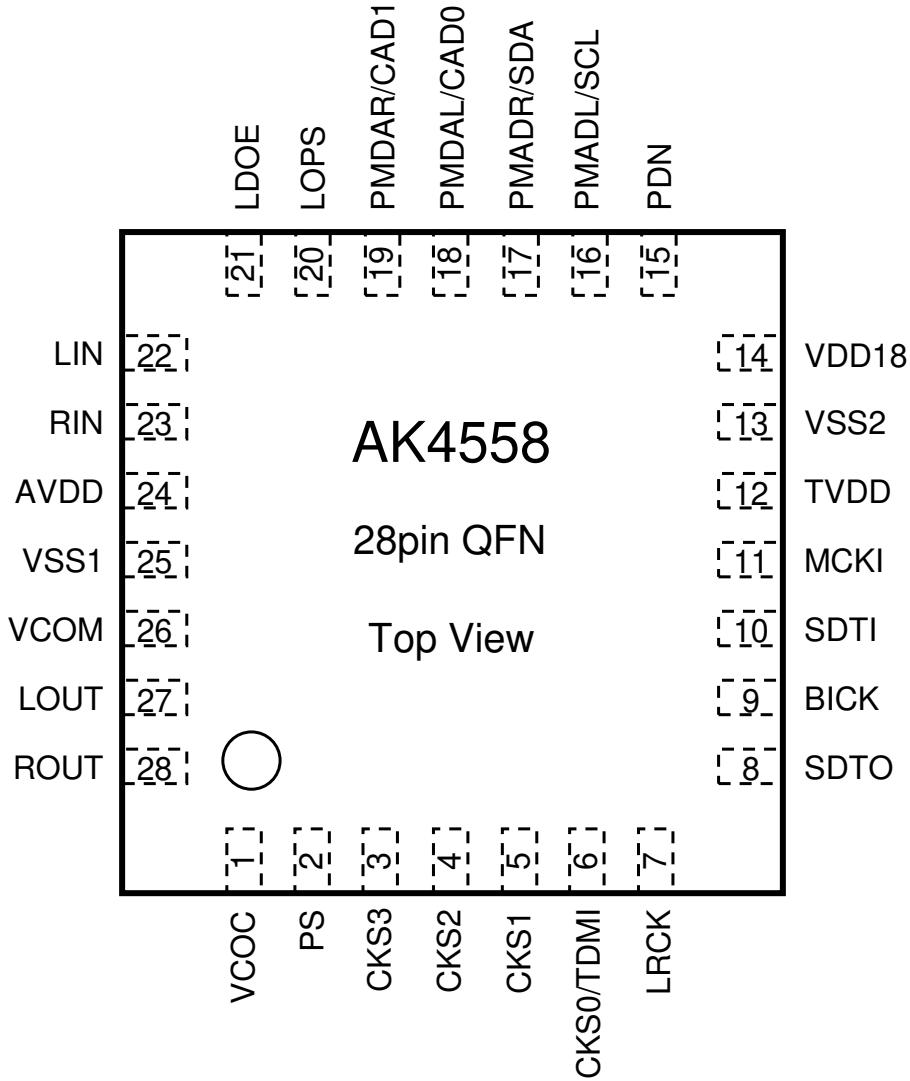 LDOE
LOPS
PMDAR/CAD1
PMDAL/CAD0
PMADR/SDA
PMADL/SCL
PDN
21
20
19
18
17
16
15
LIN 22
RIN 23
AVDD 24
VSS1 25
VCOM 26
LOUT 27
ROUT 28
AK4558
28pin QFN
Top View
14 VDD18
13 VSS2
12 TVDD
11 MCKI
10 SDTI
9 BICK
8 SDTO
1
2
3
4
5
6
7
VCOC
PS
CKS3
CKS2
CKS1
CKS0/TDMI
LRCK